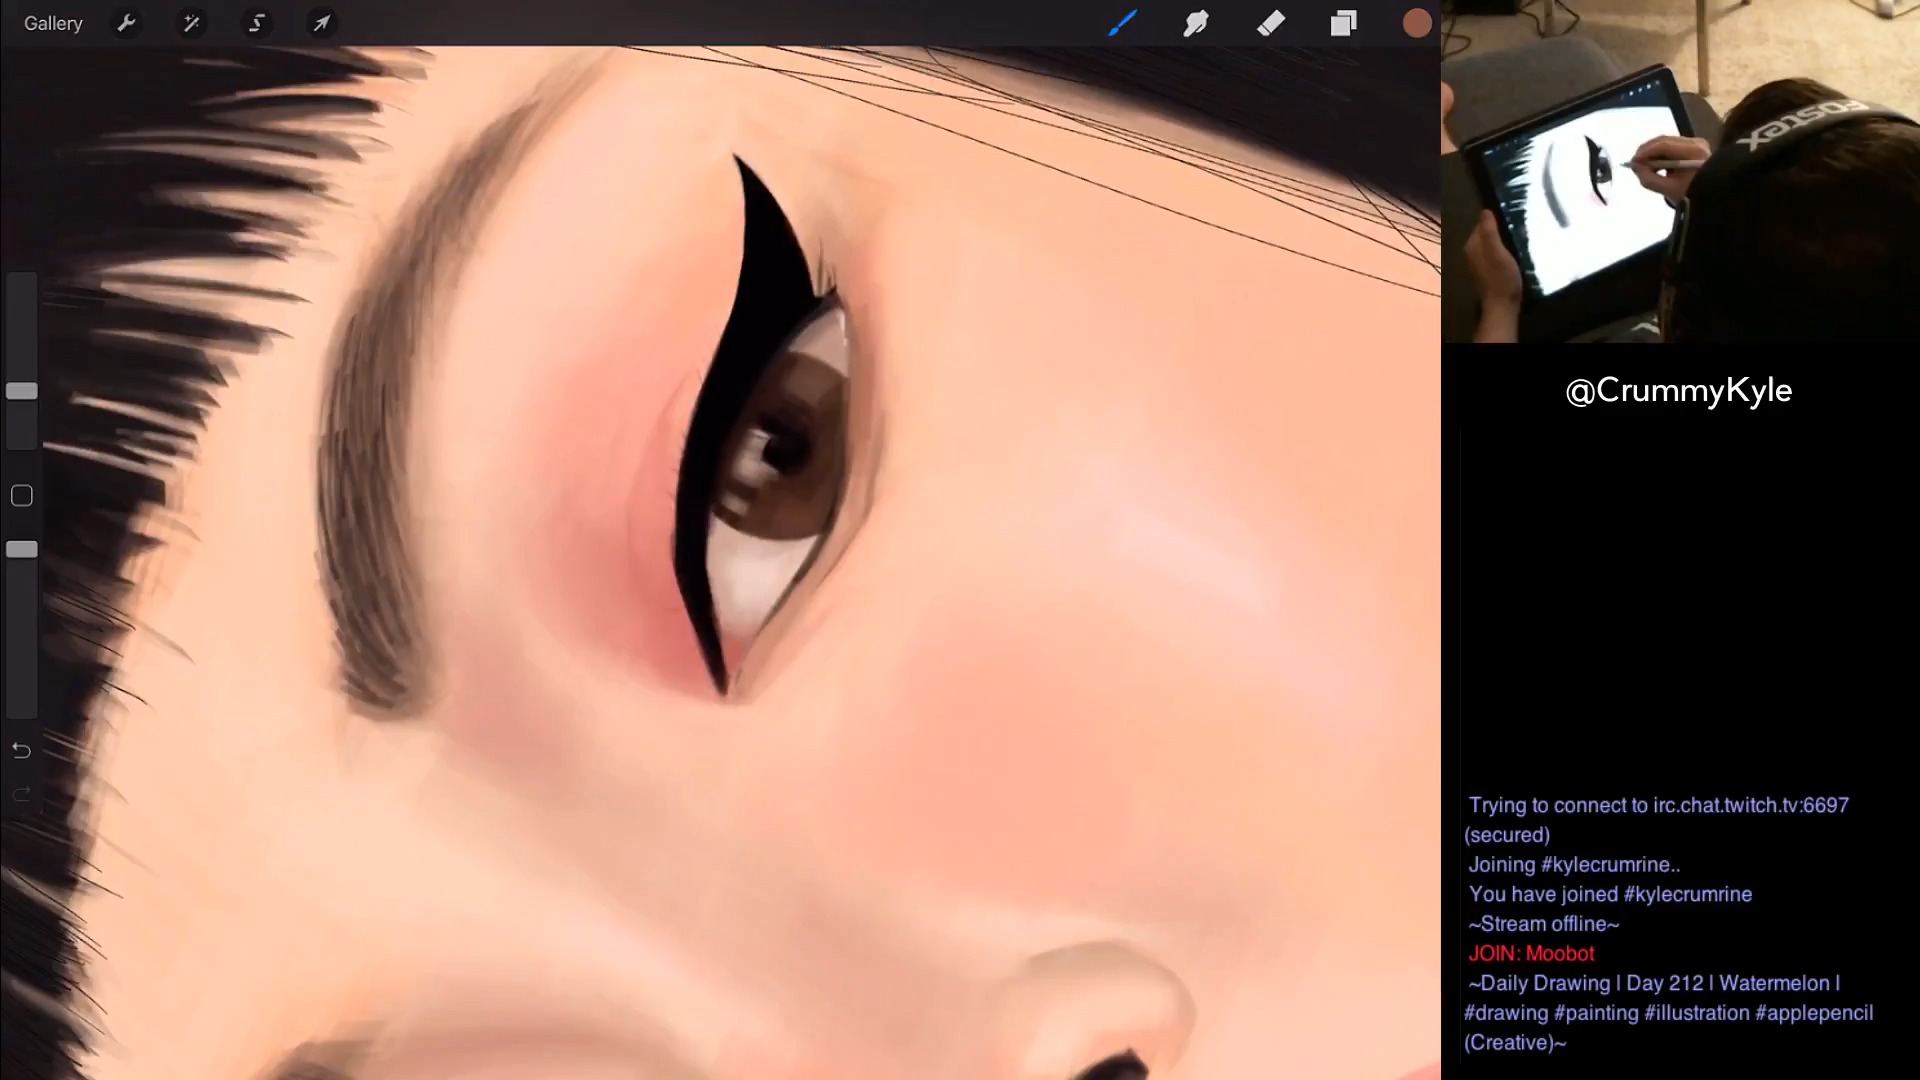 Gallery
Fostex
@CrummyKyle
Trying to connect to irc.chat.twitch.tv:6697
(secured)
Joining #kylecrumrine..
You have joined #kylecrumrine
~Stream offline~
JOIN: Moobot
~Daily Drawing | Day 212 | Watermelon |
#drawing #painting #illustration #applepencil
(Creative)~